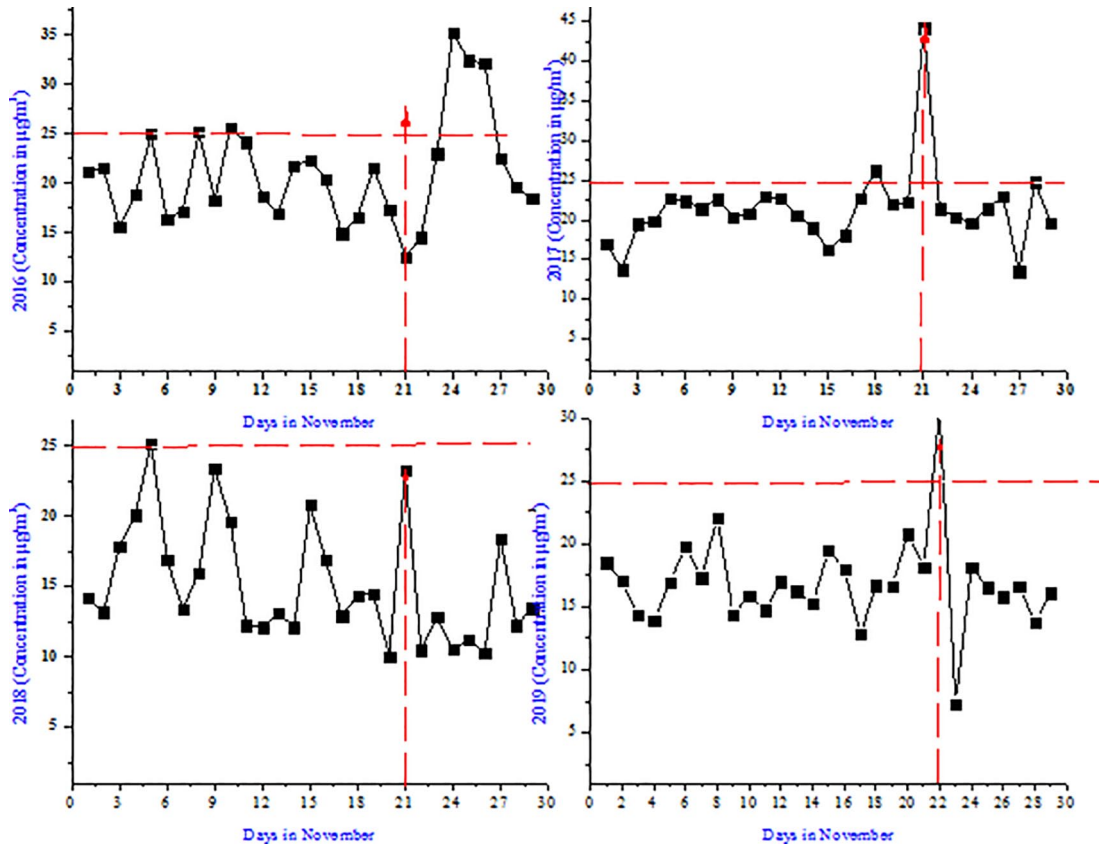 2016 (Concentration in µg/m³)
35
30
25
20
15
10
5
0 3 6 9 12 15 18 21 24 27 30
Days in November
2017 (Concentration in µg/m³)
45
40
35
30
25
20
15
10
5
0 3 6 9 12 15 18 21 24 27 30
Days in November
2018 (Concentration in µg/m³)
25
20
15
10
5
0 3 6 9 12 15 18 21 24 27 30
Days in November
2019 (Concentration in µg/m³)
30
25
20
15
10
5
0 2 4 6 8 10 12 14 16 18 20 22 24 26 28 30
Days in November